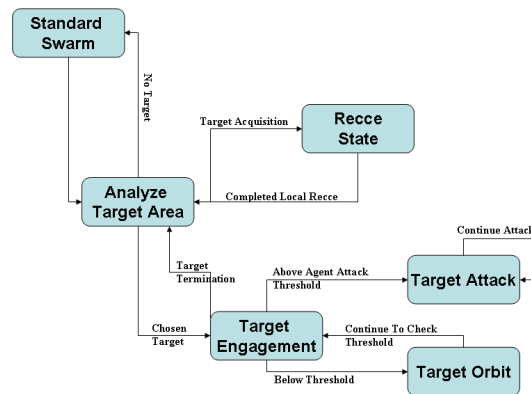 Standard
Swarm
No Target
Target Acquisition
Recce
State
Analyze
Target Area
Completed Local Recce
Continue Attack
Target
Termination
Above Agent Attack
Threshold
Target Attack
Chosen
Target
Target
Engagement
Continue To Check
Threshold
Below Threshold
Target Orbit